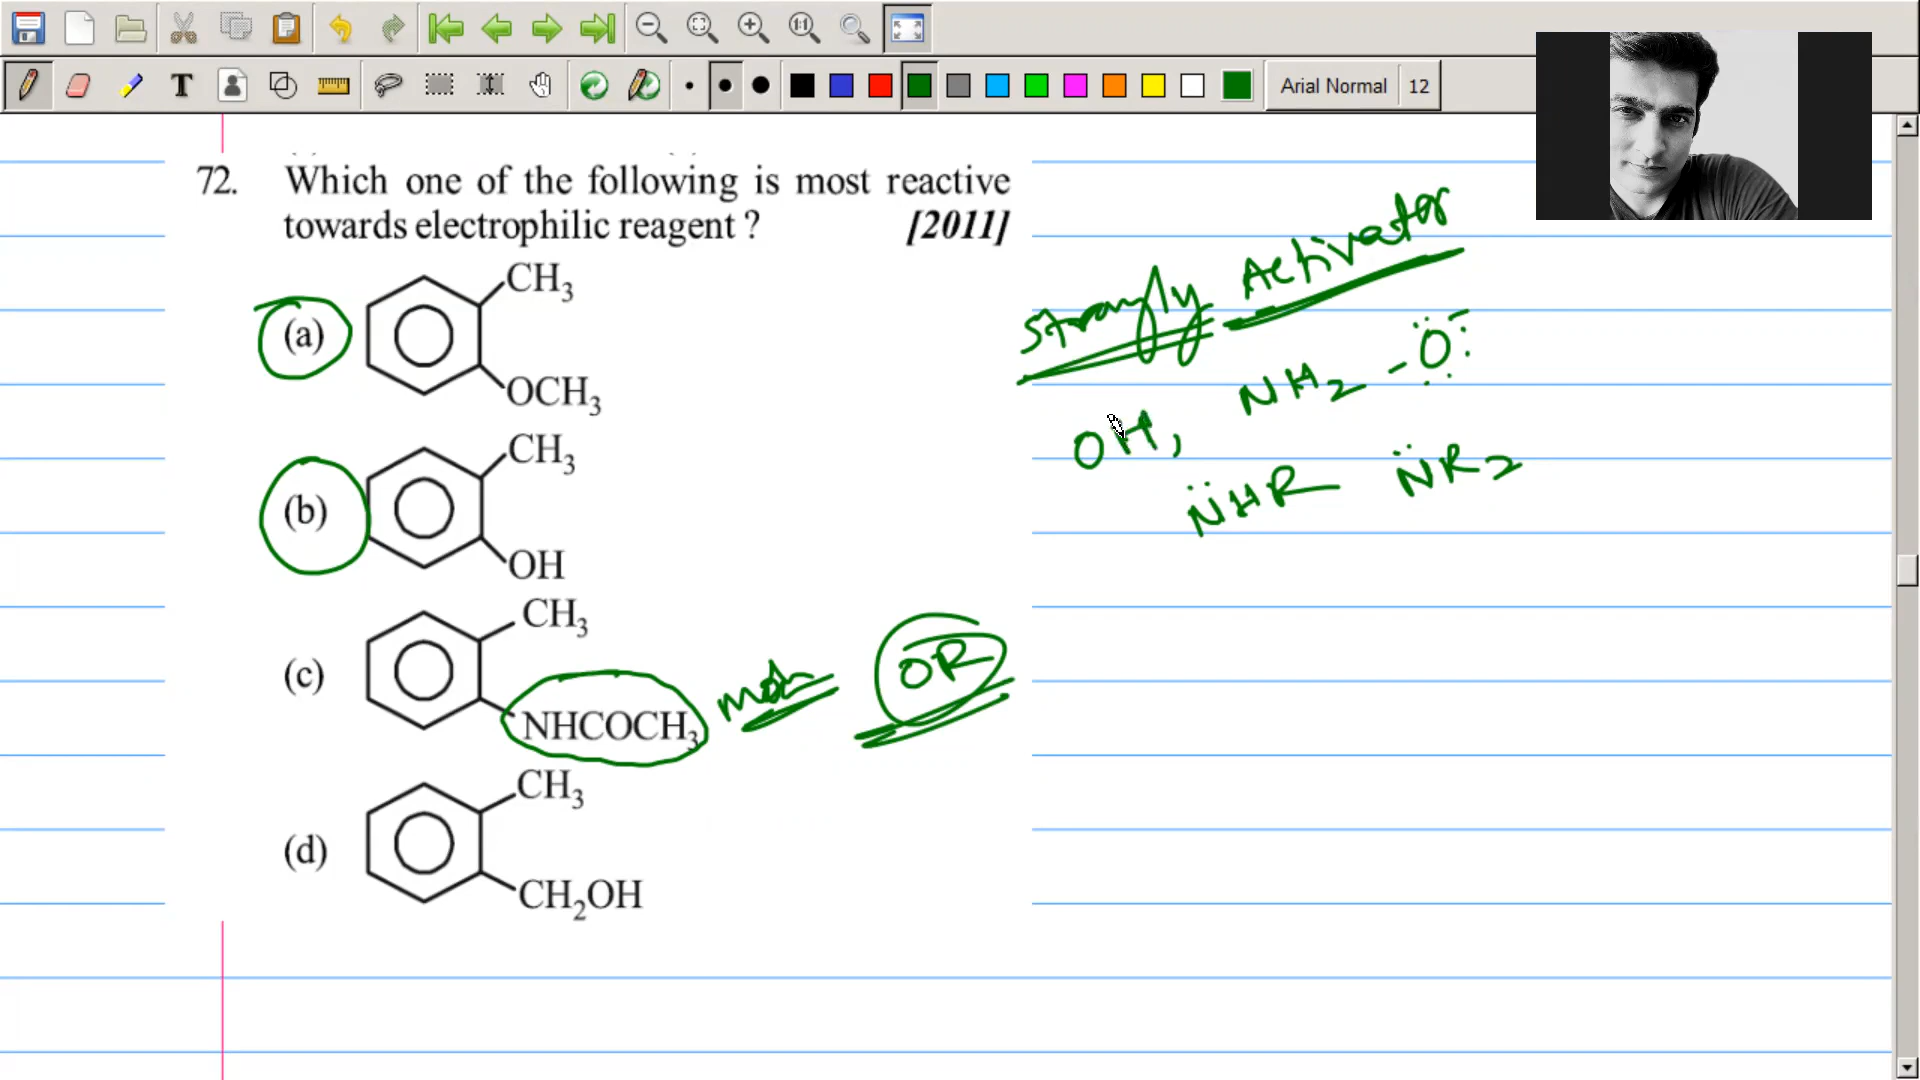 Arial Normal 12
72. Which one of the following is most reactive
towards electrophilic reagent ? [2011]
(a) CH3
OCH3
(b) CH3
OH
(c) CH3
NHCOCH3
OR
(d) CH3
CH2OH
Strongly Activator
OH, NH2 -O-
NHR NR2